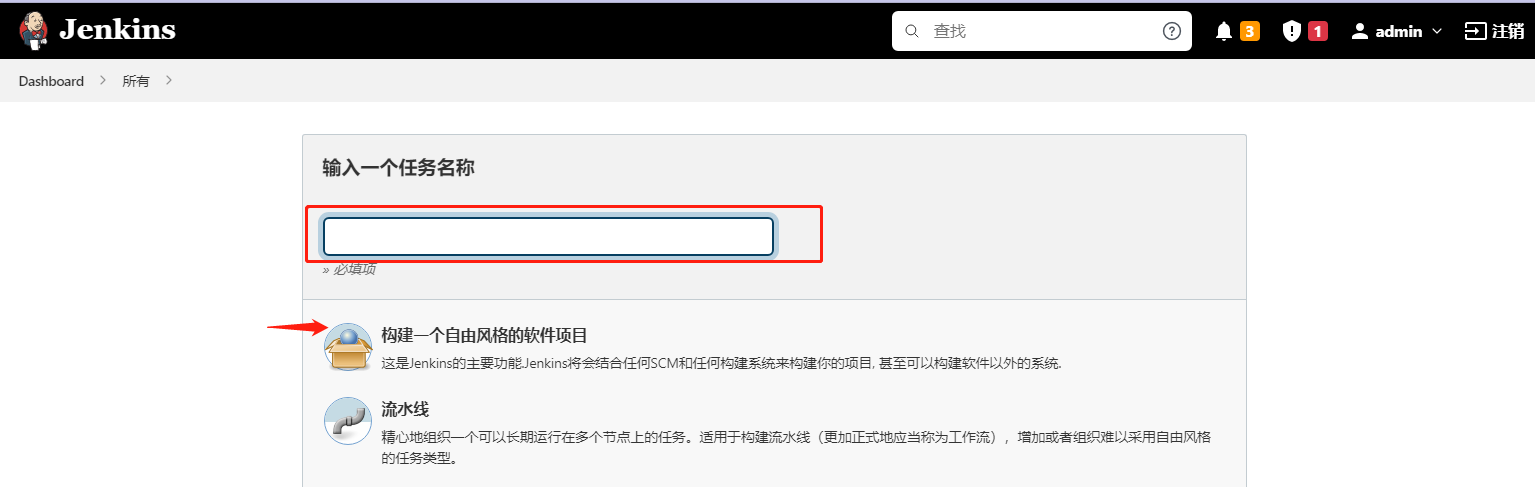 Jenkins
查找
3
1
admin
注销
Dashboard
所有
输入一个任务名称
» 必填项
构建一个自由风格的软件项目
这是Jenkins的主要功能.Jenkins将会结合任何SCM和任何构建系统来构建你的项目, 甚至可以构建软件以外的系统.
流水线
精心地组织一个可以长期运行在多个节点上的任务。适用于构建流水线（更加正式地应当称为工作流），增加或者组织难以采用自由风格
的任务类型。